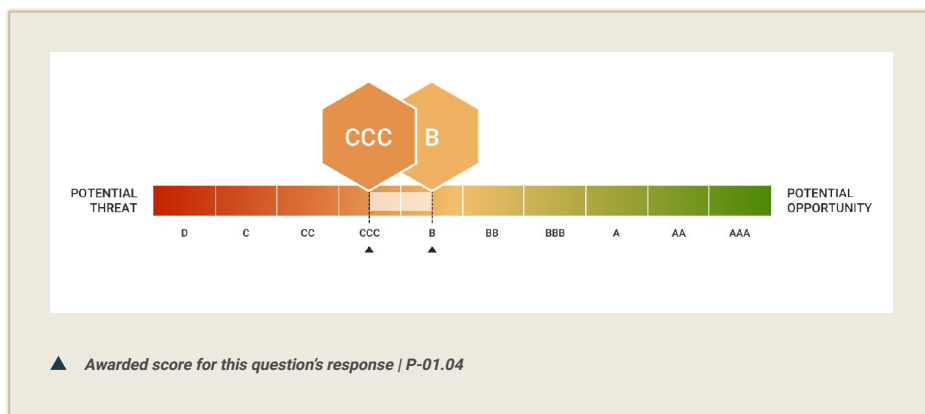 CCC B
POTENTIAL THREAT
POTENTIAL OPPORTUNITY
D C CC CCC B BB BBB A AA AAA
Awarded score for this question's response | P-01.04